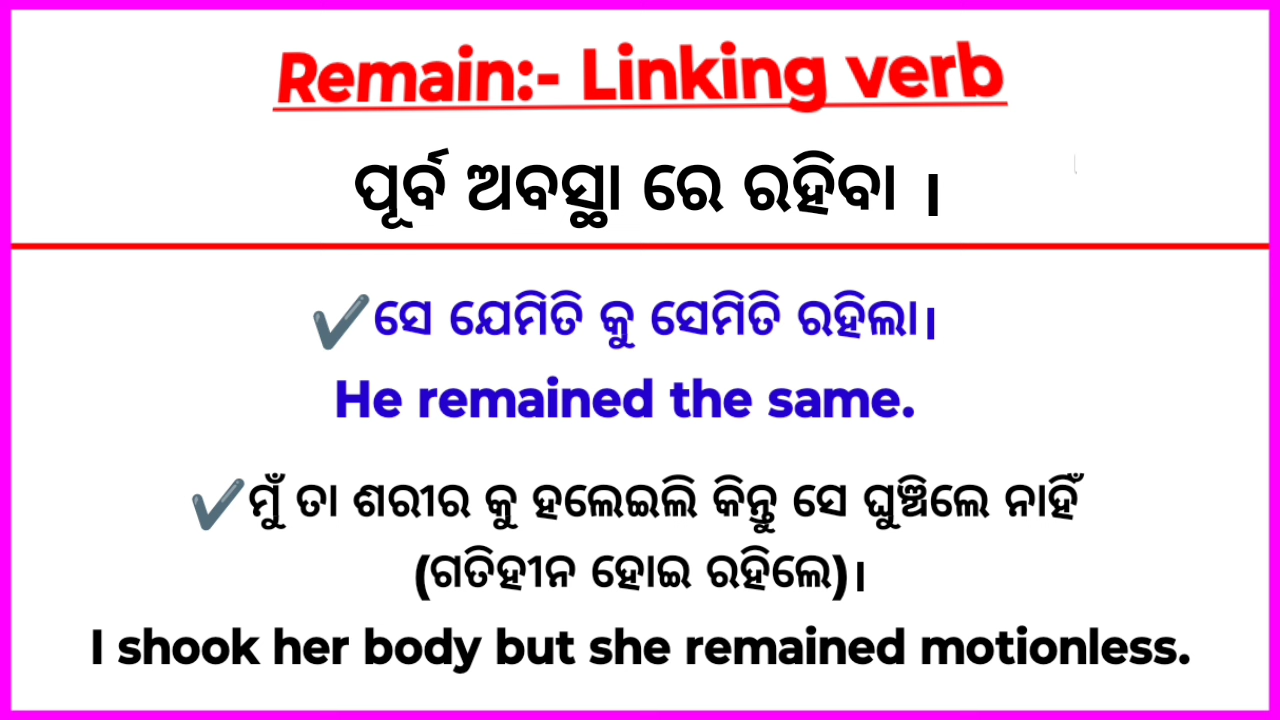 Remain:- Linking verb
ପୂର୍ବ ଅବସ୍ଥା ରେ ରହିବା ।
✔️ସେ ଯେମିତି କୁ ସେମିତି ରହିଲା।
He remained the same.
✔️ମୁଁ ତା ଶରୀର କୁ ହଲେଇଲି କିନ୍ତୁ ସେ ଘୁଞ୍ଚିଲେ ନାହିଁ
(ଗତିହୀନ ହୋଇ ରହିଲେ)।
I shook her body but she remained motionless.